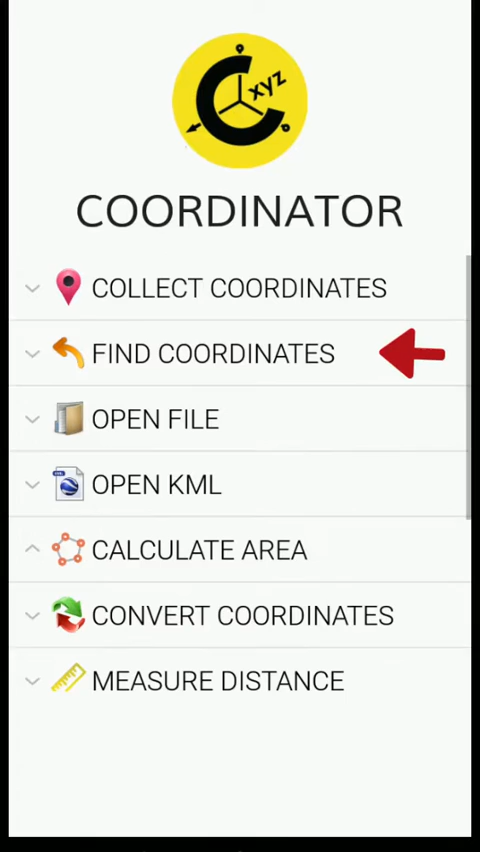 xyz
COORDINATOR
COLLECT COORDINATES
FIND COORDINATES
OPEN FILE
OPEN KML
CALCULATE AREA
CONVERT COORDINATES
MEASURE DISTANCE